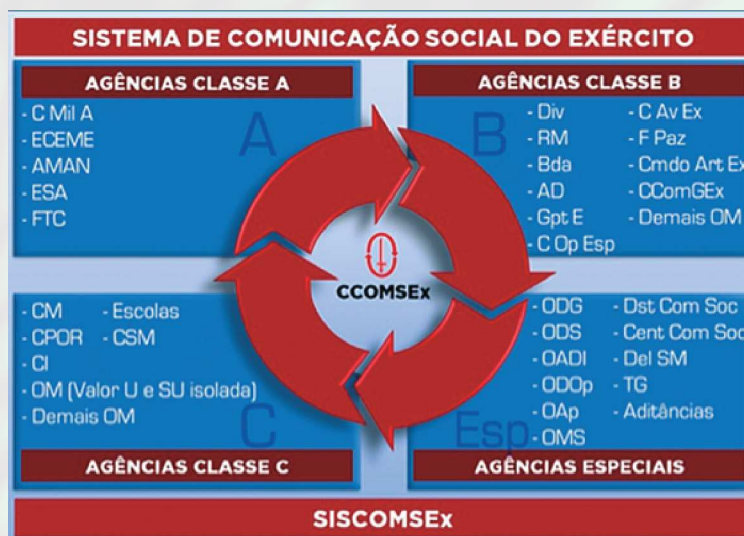 SISTEMA DE COMUNICAÇÃO SOCIAL DO EXÉRCITO
AGÊNCIAS CLASSE A
- C Mil A
- ECEME
- AMAN
- ESA
- FTC
A
AGÊNCIAS CLASSE B
B
- Div
- RM
- Bda
- AD
- Gpt E
- C Op Esp
- C Av Ex
- F Paz
- Cmdo Art Ex
- CComGEx
- Demais OM
CCOMSEx
- CM - Escolas
- CPOR - CSM
- CI
- OM (Valor U e SU isolada)
- Demais OM
C
AGÊNCIAS CLASSE C
- ODG
- ODS
- OADI
- ODOp
- OAp
- OMS
- Dst Com Soc
- Cent Com Soc
- Del SM
- TG
- Aditâncias
Esp
AGÊNCIAS ESPECIAIS
SISCOMSEx